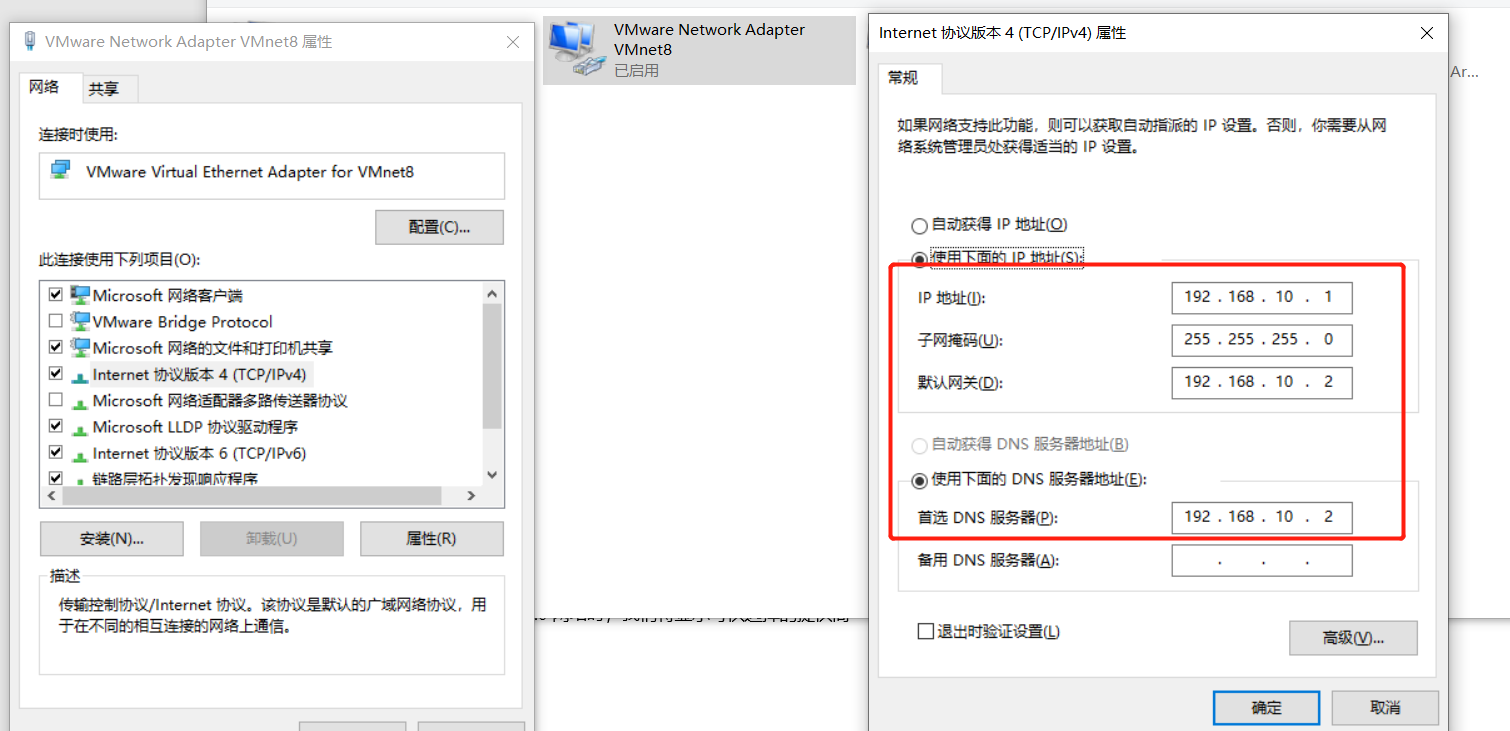 VMware Network Adapter VMnet8 属性
网络
共享
连接时使用:
VMware Virtual Ethernet Adapter for VMnet8
配置(C)...
此连接使用下列项目(O):
Microsoft 网络客户端
VMware Bridge Protocol
Microsoft 网络的文件和打印机共享
Internet 协议版本 4 (TCP/IPv4)
Microsoft 网络适配器多路传送器协议
Microsoft LLDP 协议驱动程序
Internet 协议版本 6 (TCP/IPv6)
链路层拓扑发现响应程序
安装(N)...
卸载(U)
属性(R)
描述
传输控制协议/Internet 协议。该协议是默认的广域网络协议，用
于在不同的相互连接的网络上通信。
VMware Network Adapter
VMnet8
已启用
Internet 协议版本 4 (TCP/IPv4) 属性
常规
如果网络支持此功能，则可以获取自动指派的 IP 设置。否则，你需要从网
络系统管理员处获得适当的 IP 设置。
自动获得 IP 地址(O)
使用下面的 IP 地址(S):
IP 地址(I):
192 . 168 . 10 . 1
子网掩码(U):
255 . 255 . 255 . 0
默认网关(D):
192 . 168 . 10 . 2
自动获得 DNS 服务器地址(B)
使用下面的 DNS 服务器地址(E):
首选 DNS 服务器(P):
192 . 168 . 10 . 2
备用 DNS 服务器(A):
. . .
退出时验证设置(L)
高级(V)...
确定
取消
Ar...